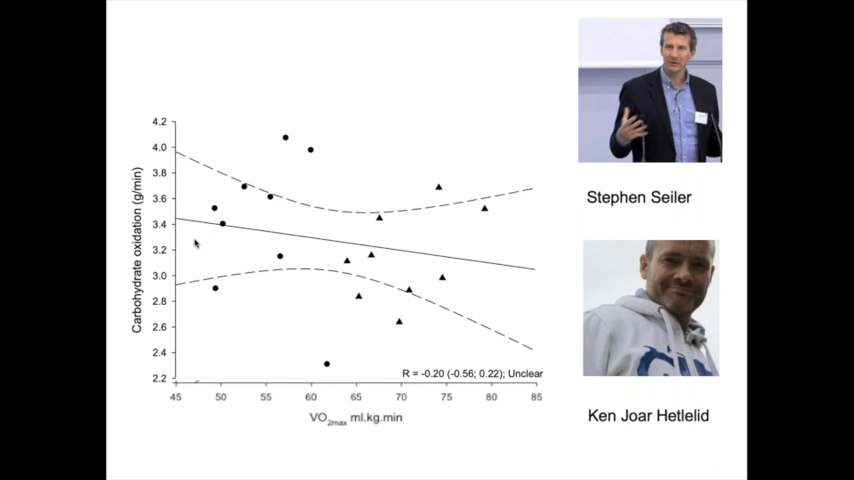 Stephen Seiler
4.2
4.0
3.8
3.6
3.4
3.2
3.0
2.8
2.6
2.4
2.2
Carbohydrate oxidation (g/min)
R = -0.20 (-0.56; 0.22); Unclear
45 50 55 60 65 70 75 80 85
VO2max ml.kg.min
Ken Joar Hetlelid